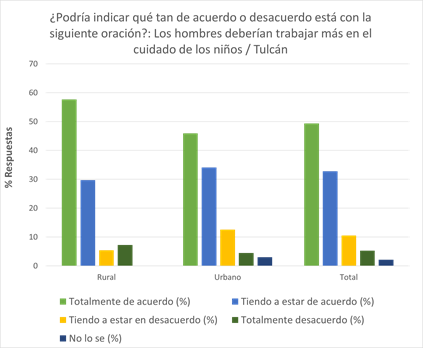 ¿Podría indicar qué tan de acuerdo o desacuerdo está con la
siguiente oración?: Los hombres deberían trabajar más en el
cuidado de los niños / Tulcán
% Respuestas
70
60
50
40
30
20
10
0
Rural Urbano Total
Totalmente de acuerdo (%) Tiendo a estar de acuerdo (%)
Tiendo a estar en desacuerdo (%) Totalmente desacuerdo (%)
No lo se (%)